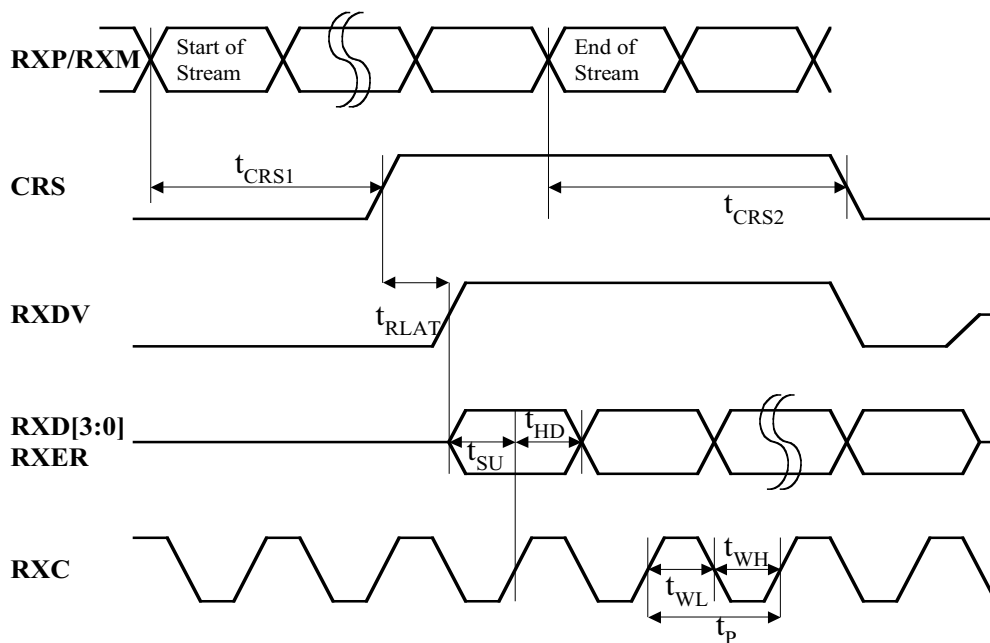 RXP/RXM
Start of
Stream
End of
Stream
CRS
tCRS1
tCRS2
RXDV
tRLAT
RXD[3:0]
RXER
tSU
tHD
RXC
tWL
tWH
tP